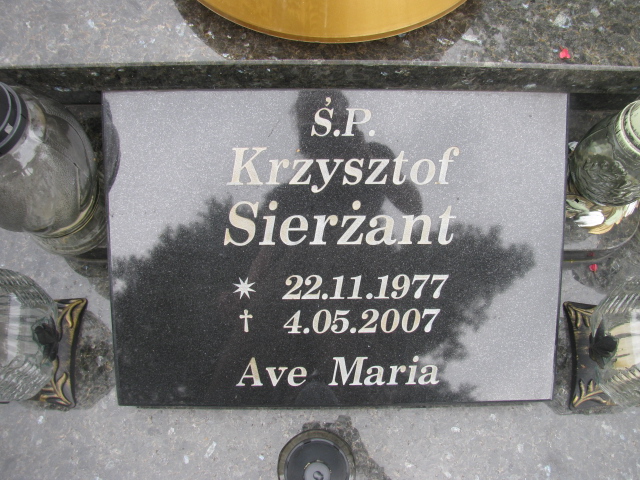 Ś.P.
Krzysztof
Sierżant
✴ 22.11.1977
† 4.05.2007
Ave Maria